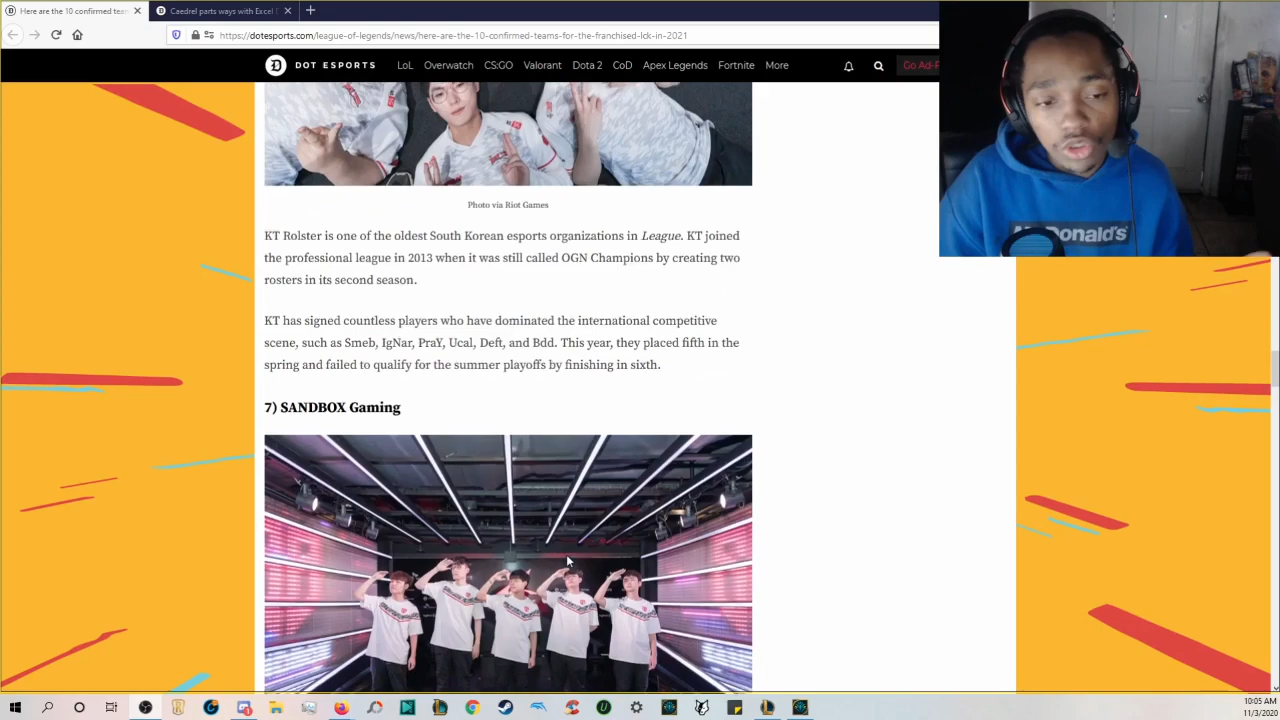 Here are the 10 confirmed team
Caedrel parts ways with Excel E
https://dotesports.com/league-of-legends/news/here-are-the-10-confirmed-teams-for-the-franchised-lck-in-2021
DOT ESPORTS
LoL Overwatch CS:GO Valorant Dota 2 CoD Apex Legends Fortnite More
Go Ad-F
McDonald's
Photo via Riot Games
KT Rolster is one of the oldest South Korean esports organizations in League. KT joined
the professional league in 2013 when it was still called OGN Champions by creating two
rosters in its second season.
KT has signed countless players who have dominated the international competitive
scene, such as Smeb, IgNar, PraY, Ucal, Deft, and Bdd. This year, they placed fifth in the
spring and failed to qualify for the summer playoffs by finishing in sixth.
7) SANDBOX Gaming
10:05 AM
11/3/2020